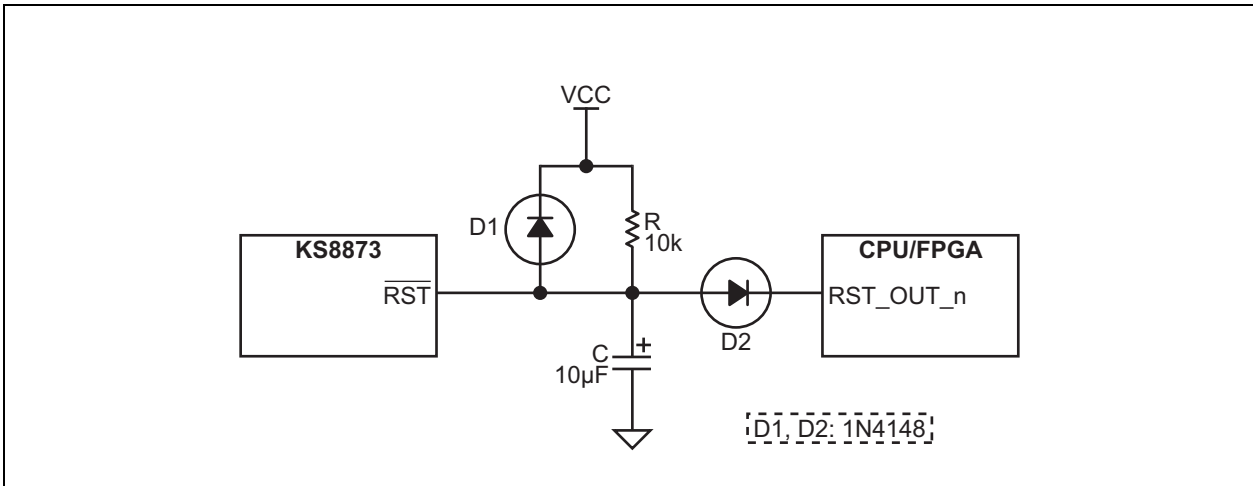 VCC
D1
R
10k
KS8873
CPU/FPGA
RST
RST_OUT_n
D2
C
+
10µF
D1, D2: 1N4148